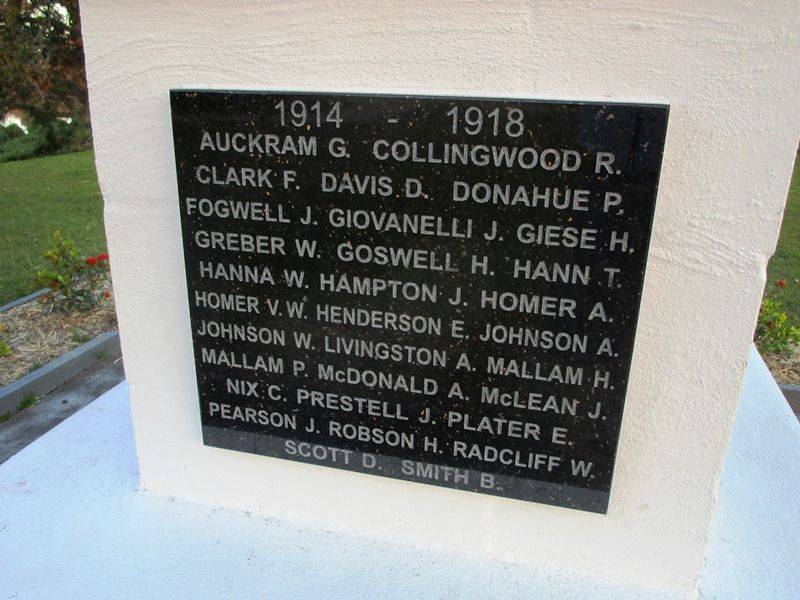 1914 - 1918
AUCKRAM G. COLLINGWOOD R.
CLARK F. DAVIS D. DONAHUE P.
FOGWELL J. GIOVANELLI J. GIESE H.
GREBER W. GOSWELL H. HANN T.
HANNA W. HAMPTON J. HOMER A.
HOMER V. W. HENDERSON E. JOHNSON A.
JOHNSON W. LIVINGSTON A. MALLAM H.
MALLAM P. McDONALD A. McLEAN J.
NIX C. PRESTELL J. PLATER E.
PEARSON J. ROBSON H. RADCLIFF W.
SCOTT D. SMITH B.